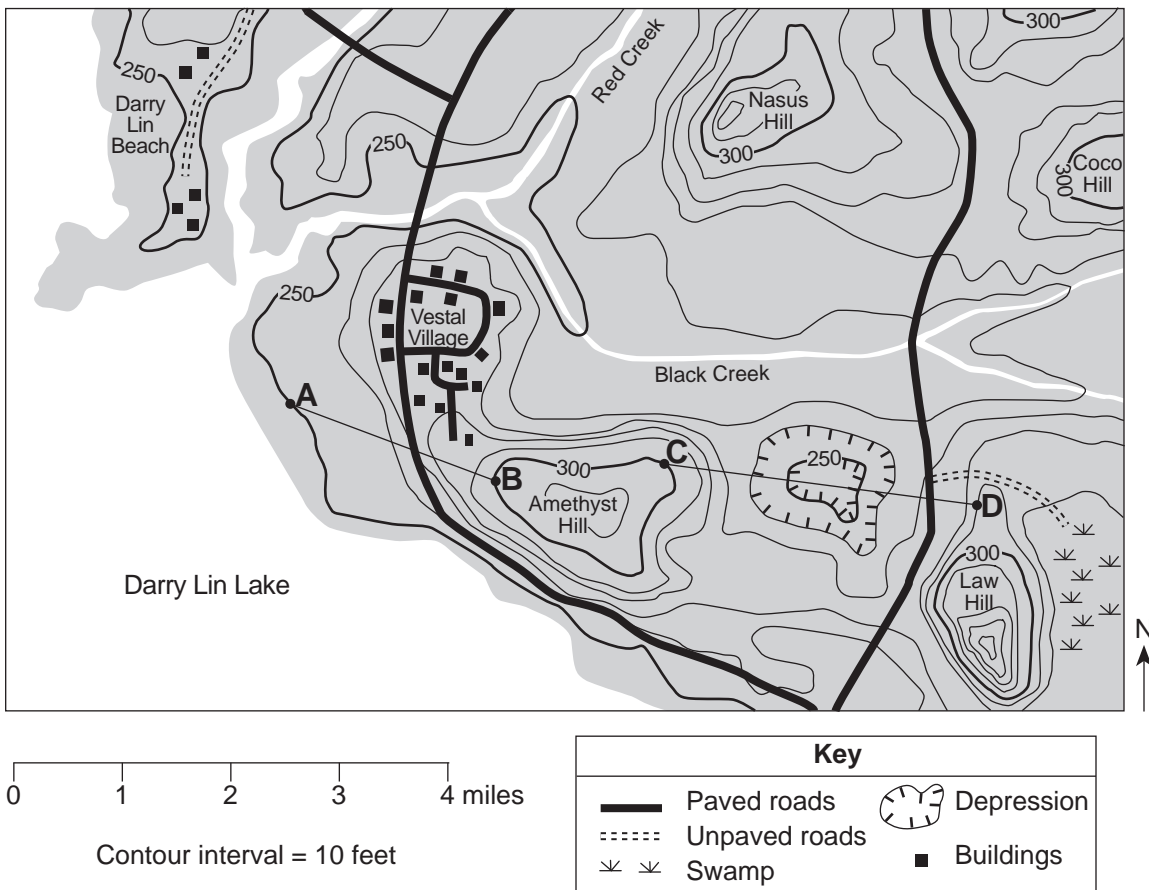 300
250
Darry
Lin
Beach
Red Creek
Nasus
Hill
300
250
Coco
Hill
300
250
Vestal
Village
Black Creek
A
B
300
C
250
Amethyst
Hill
D
300
Law
Hill
Darry Lin Lake
N
0 1 2 3 4 miles
Contour interval = 10 feet
Key
Paved roads
Depression
Unpaved roads
Swamp
Buildings